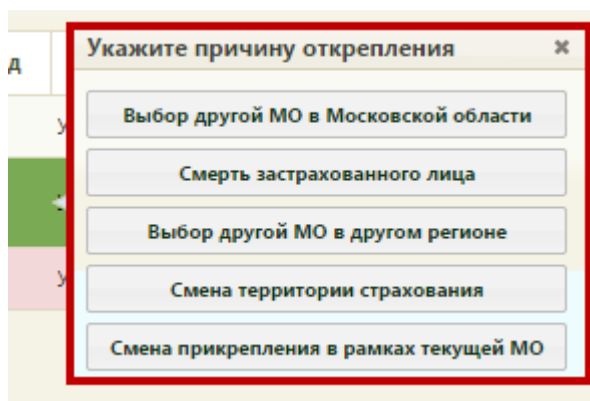 д
Укажите причину открепления
У
Выбор другой МО в Московской области
Смерть застрахованного лица
Выбор другой МО в другом регионе
У
Смена территории страхования
Смена прикрепления в рамках текущей МО